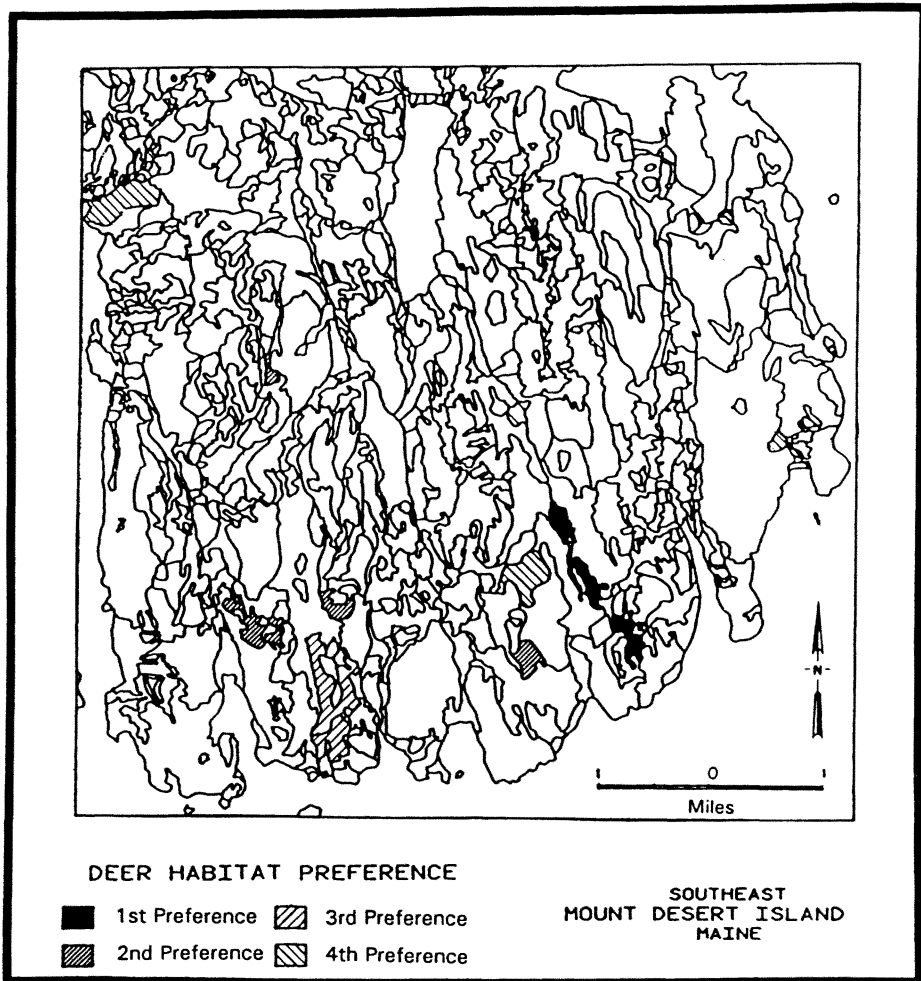 N
1 0 1
Miles
DEER HABITAT PREFERENCE
1st Preference
3rd Preference
2nd Preference
4th Preference
SOUTHEAST
MOUNT DESERT ISLAND
MAINE